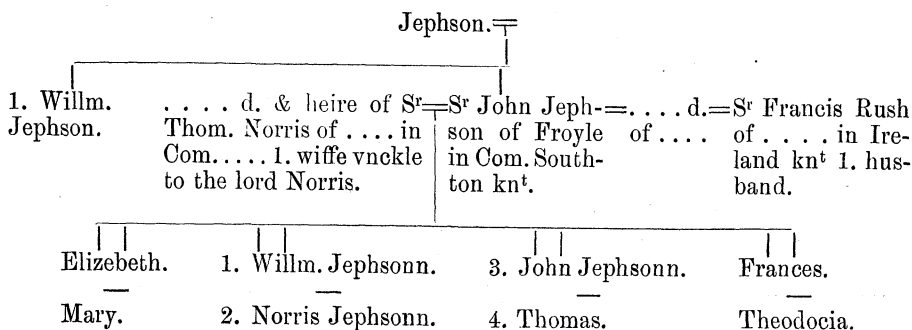 Jephson.
1. Willm.
Jephson.
. . . . d. & heire of Sʳ
Thom. Norris of . . . . in
Com. . . . . 1. wiffe vnckle
to the lord Norris.
Sʳ John Jeph-
son of Froyle
in Com. South-
ton knᵗ.
. . . . d.
of . . . .
Sʳ Francis Rush
of . . . . in Ire-
land knᵗ 1. hus-
band.
Elizebeth.
Mary.
1. Willm. Jephsonn.
2. Norris Jephsonn.
3. John Jephsonn.
4. Thomas.
Frances.
Theodocia.